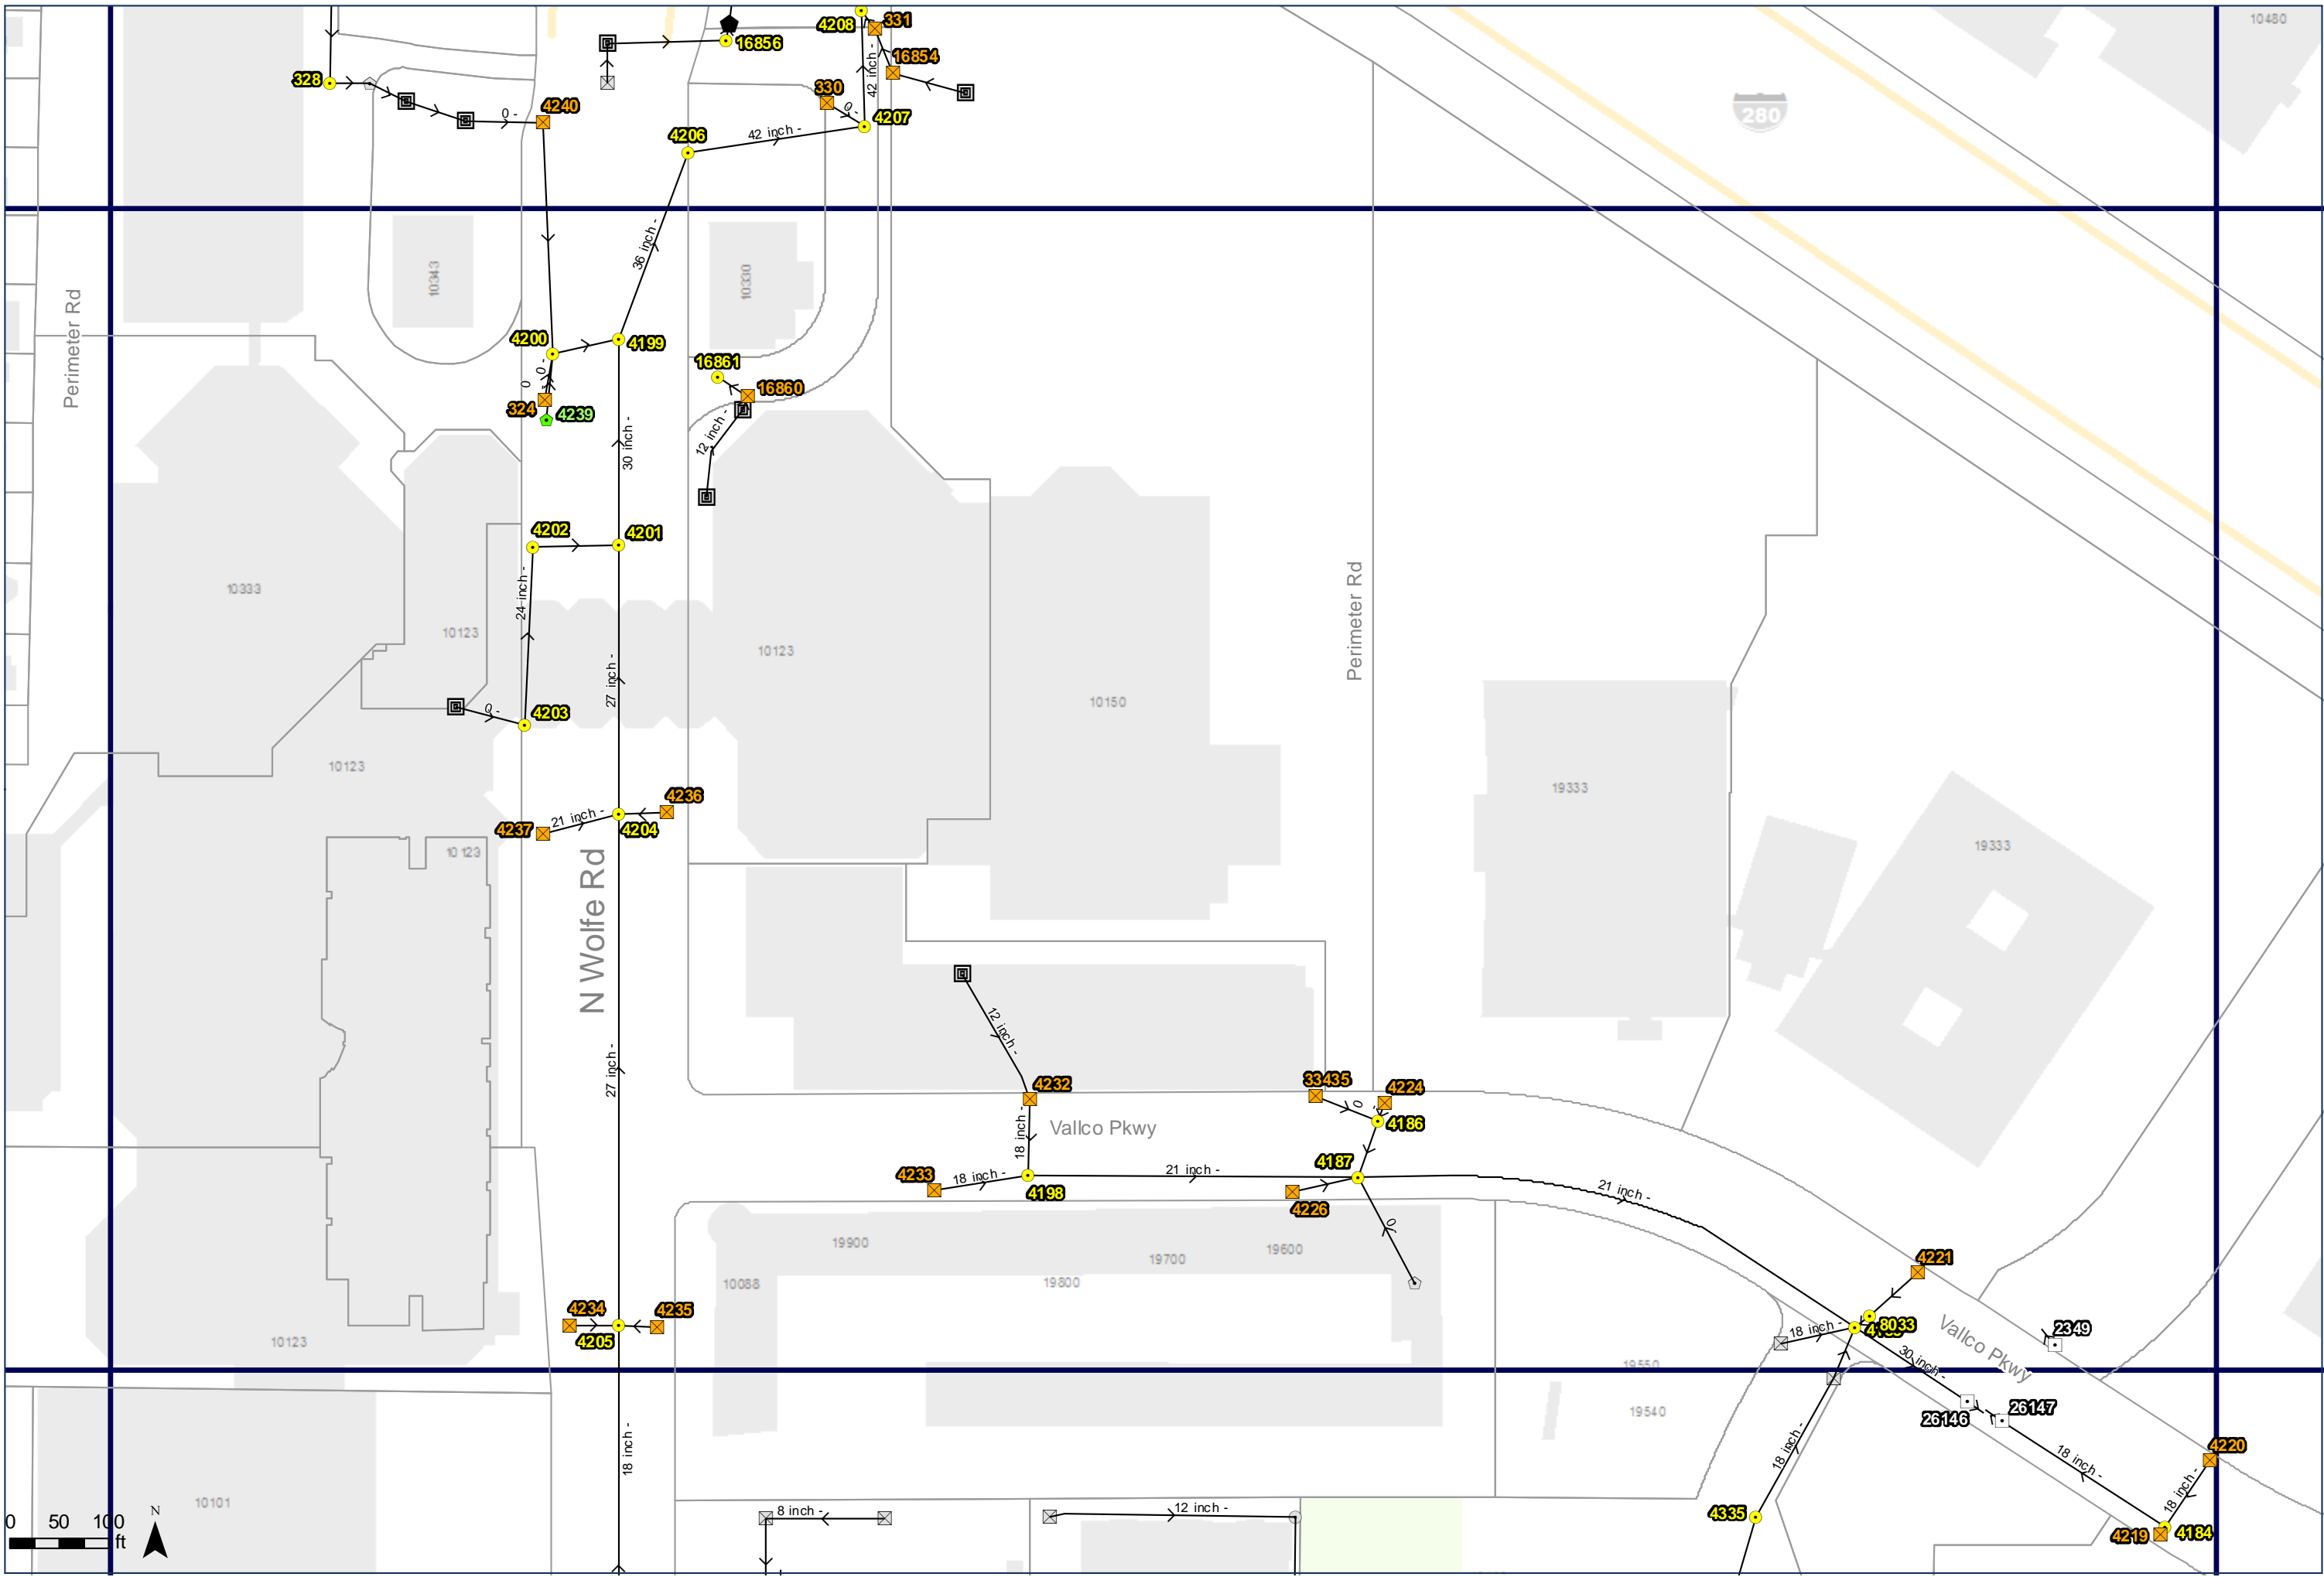 4208
331
10480
16856
16854
328
42 inch -
330
280
4240
0 -
0 -
4207
4206
42 inch -
36 inch -
10343
10330
Perimeter Rd
4200
4199
16861
0 -
0
16860
324
4239
12 inch -
30 inch -
4202
4201
24 inch -
10333
10123
Perimeter Rd
10123
27 inch -
10150
0 -
4203
10123
19333
4236
21 inch -
4237
4204
19333
10123
N Wolfe Rd
12 inch -
27 inch -
4232
33435
4224
0 -
4186
Vallco Pkwy
18 inch -
4187
4233
18 inch -
21 inch -
4198
21 inch -
4226
0 -
19900
19700
19600
10088
19800
4221
4234
4235
8033
Vallco Pkwy
2349
4205
10123
18 inch -
30 inch -
19550
19540
26146
26147
18 inch -
18 inch -
18 inch -
4220
18 inch -
10101
8 inch -
12 inch -
4335
4219
4184
0 50 100
ft
N